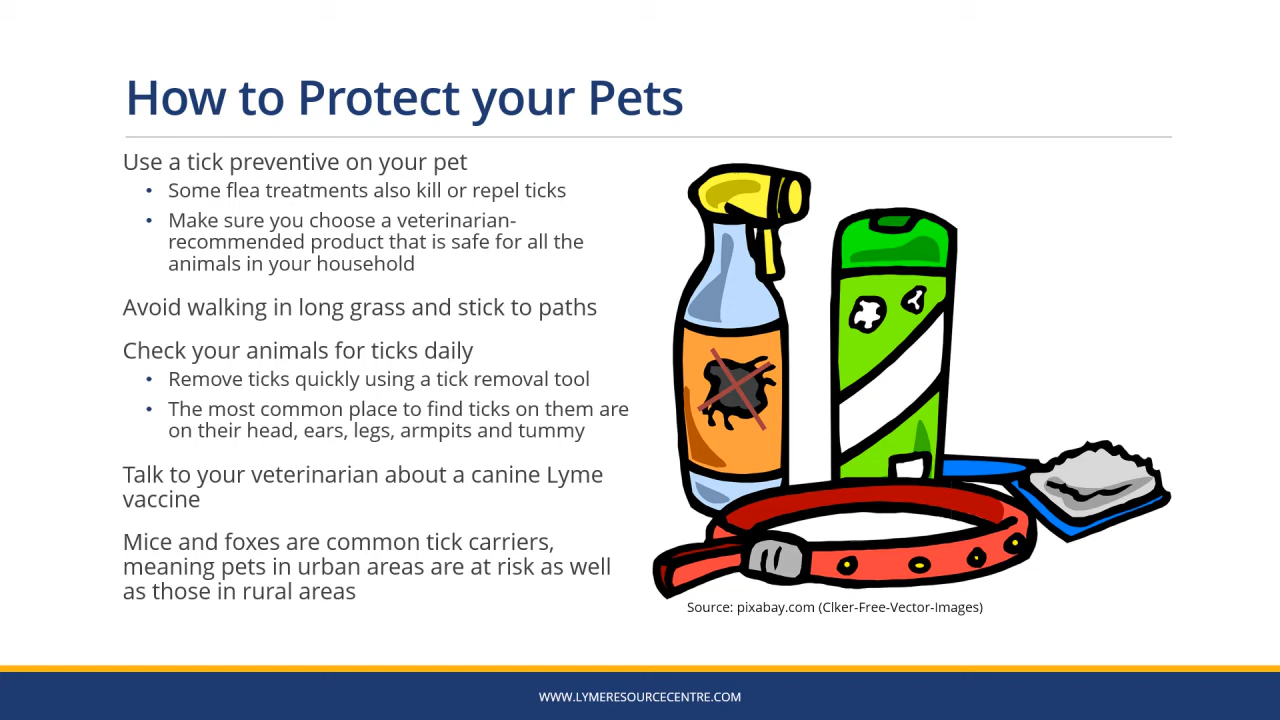 How to Protect your Pets
Use a tick preventive on your pet
• Some flea treatments also kill or repel ticks
• Make sure you choose a veterinarian-
recommended product that is safe for all the
animals in your household
Avoid walking in long grass and stick to paths
Check your animals for ticks daily
• Remove ticks quickly using a tick removal tool
• The most common place to find ticks on them are
on their head, ears, legs, armpits and tummy
Talk to your veterinarian about a canine Lyme
vaccine
Mice and foxes are common tick carriers,
meaning pets in urban areas are at risk as well
as those in rural areas
Source: pixabay.com (Clker-Free-Vector-Images)
WWW.LYMERESOURCECENTRE.COM